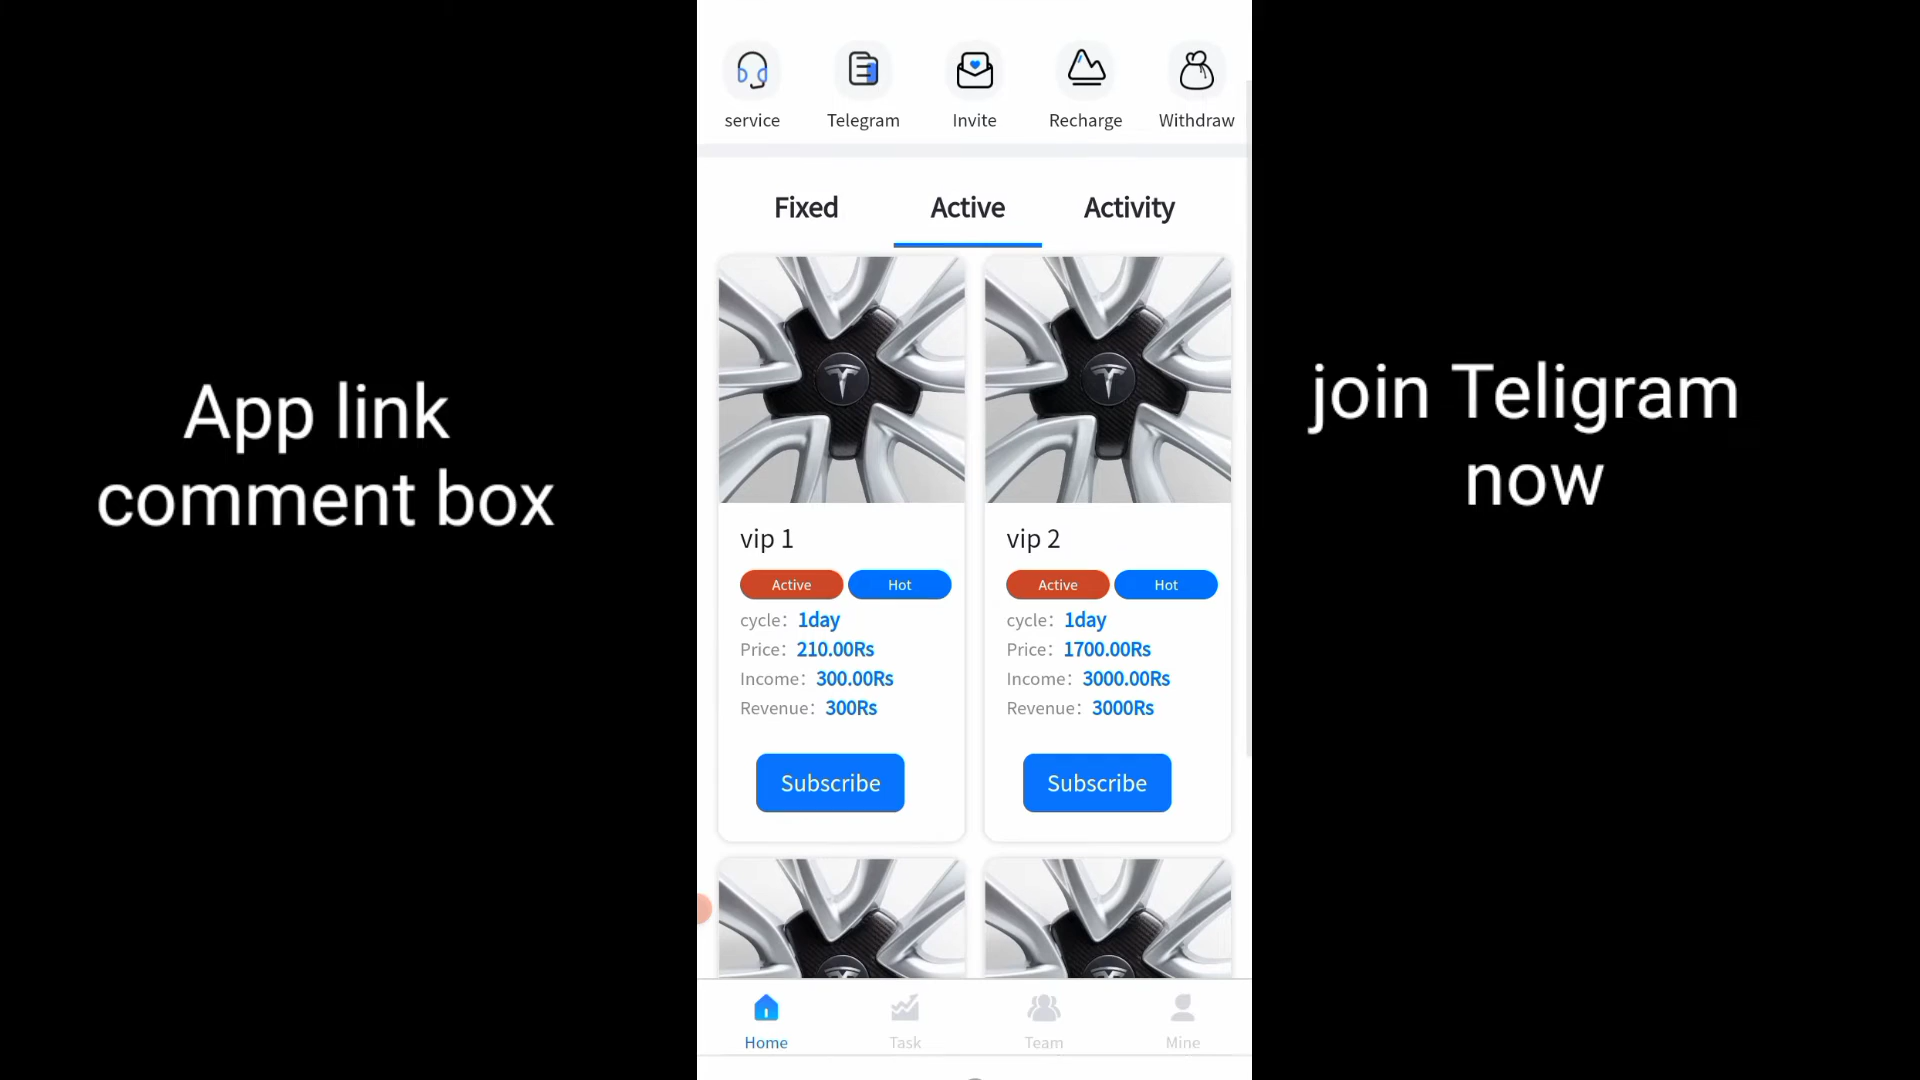 service
Telegram
Invite
Recharge
Withdraw
Fixed
Active
Activity
App link
comment box
join Teligram
now
vip 1
Active
Hot
cycle: 1day
Price: 210.00Rs
Income: 300.00Rs
Revenue: 300Rs
Subscribe
vip 2
Active
Hot
cycle: 1day
Price: 1700.00Rs
Income: 3000.00Rs
Revenue: 3000Rs
Subscribe
Home
Task
Team
Mine